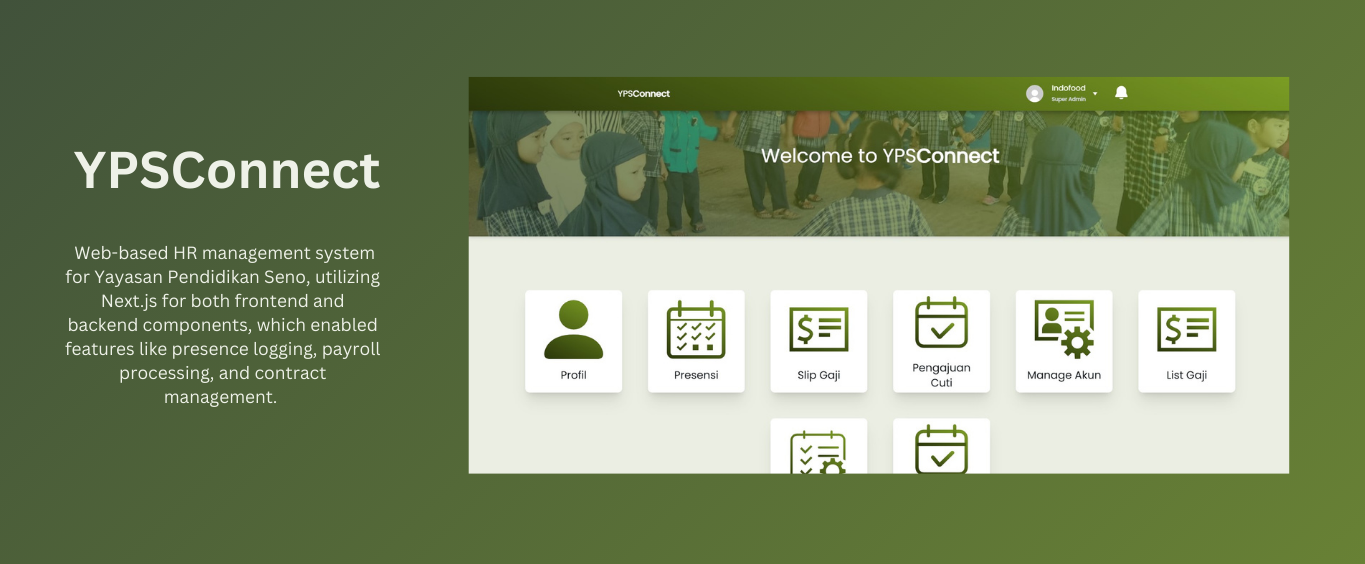 YPSConnect
Web-based HR management system
for Yayasan Pendidikan Seno, utilizing
Next.js for both frontend and
backend components, which enabled
features like presence logging, payroll
processing, and contract
management.
YPSConnect
Indofood
Super Admin
Welcome to YPSConnect
Profil
Presensi
Slip Gaji
Pengajuan
Cuti
Manage Akun
List Gaji